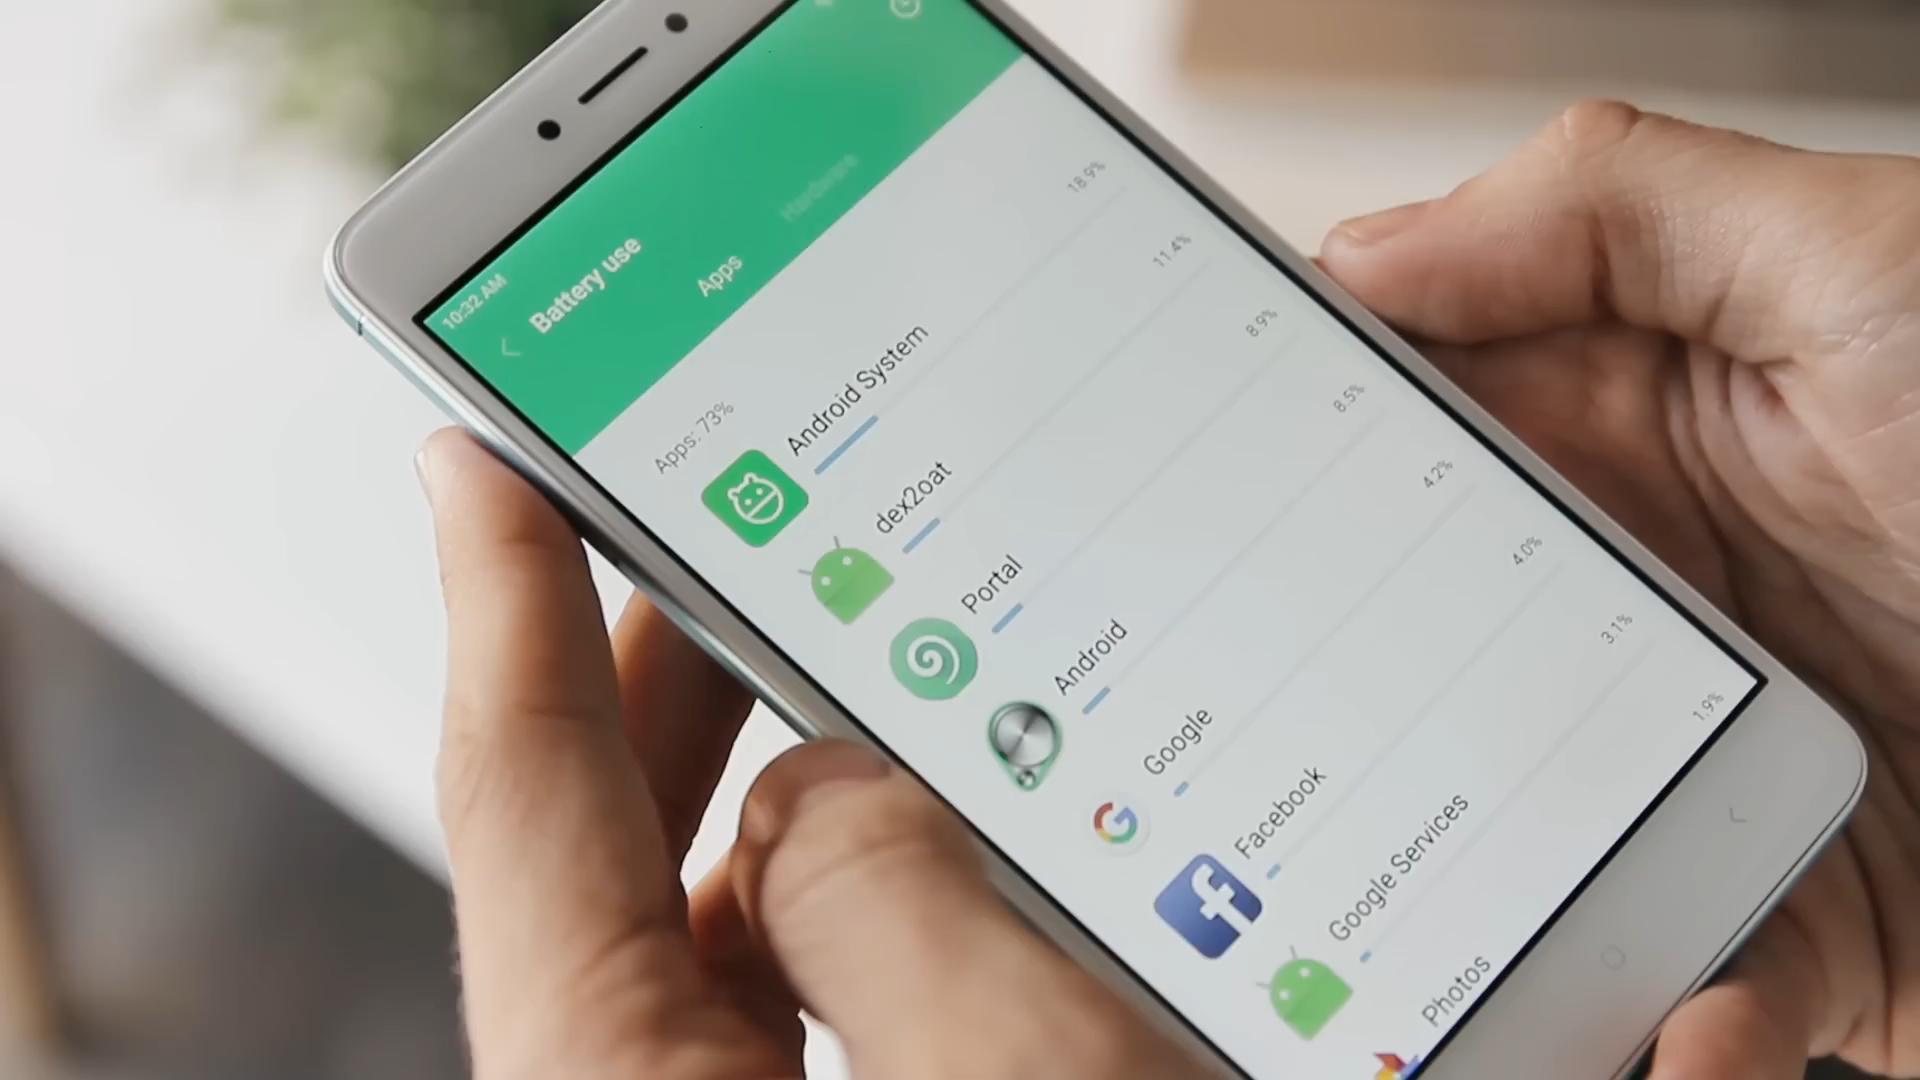 10:32 AM
Battery use
Apps
Hardware
Apps: 73%
Android System 18.9%
dex2oat 11.4%
Portal 8.9%
Android 8.5%
Google 4.2%
Facebook 4.0%
Google Services 3.1%
Photos 1.9%